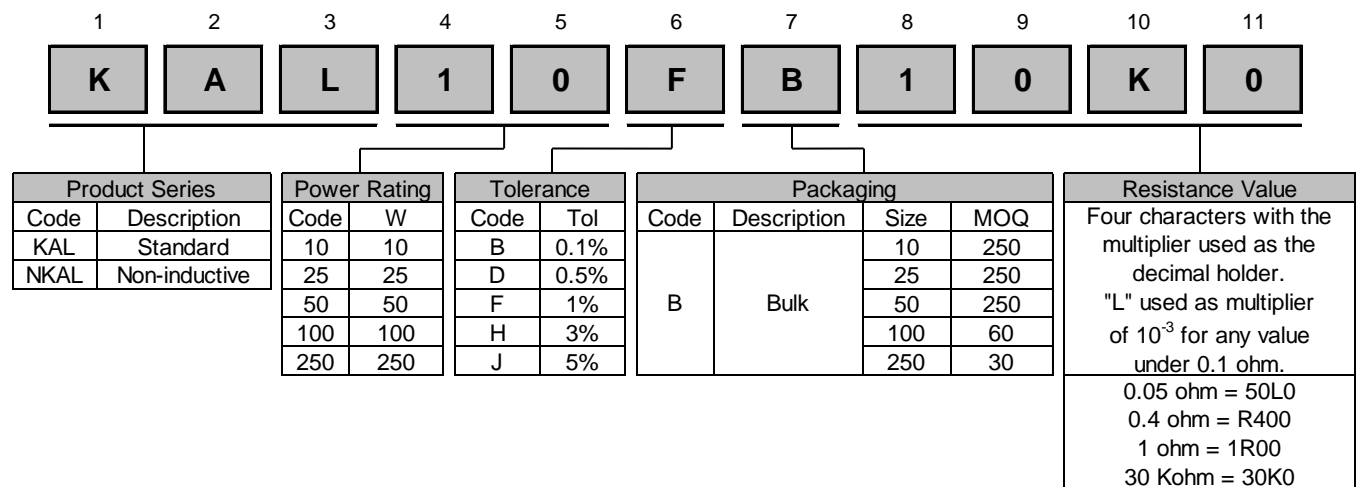 1 2 3 4 5 6 7 8 9 10 11
K A L 1 0 F B 1 0 K 0
Product Series
Code Description
KAL Standard
NKAL Non-inductive
Power Rating
Code W
10 10
25 25
50 50
100 100
250 250
Tolerance
Code Tol
B 0.1%
D 0.5%
F 1%
H 3%
J 5%
Packaging
Code Description Size MOQ
B Bulk
10 250
25 250
50 250
100 60
250 30
Resistance Value
Four characters with the
multiplier used as the
decimal holder.
"L" used as multiplier
of 10⁻³ for any value
under 0.1 ohm.
0.05 ohm = 50L0
0.4 ohm = R400
1 ohm = 1R00
30 Kohm = 30K0